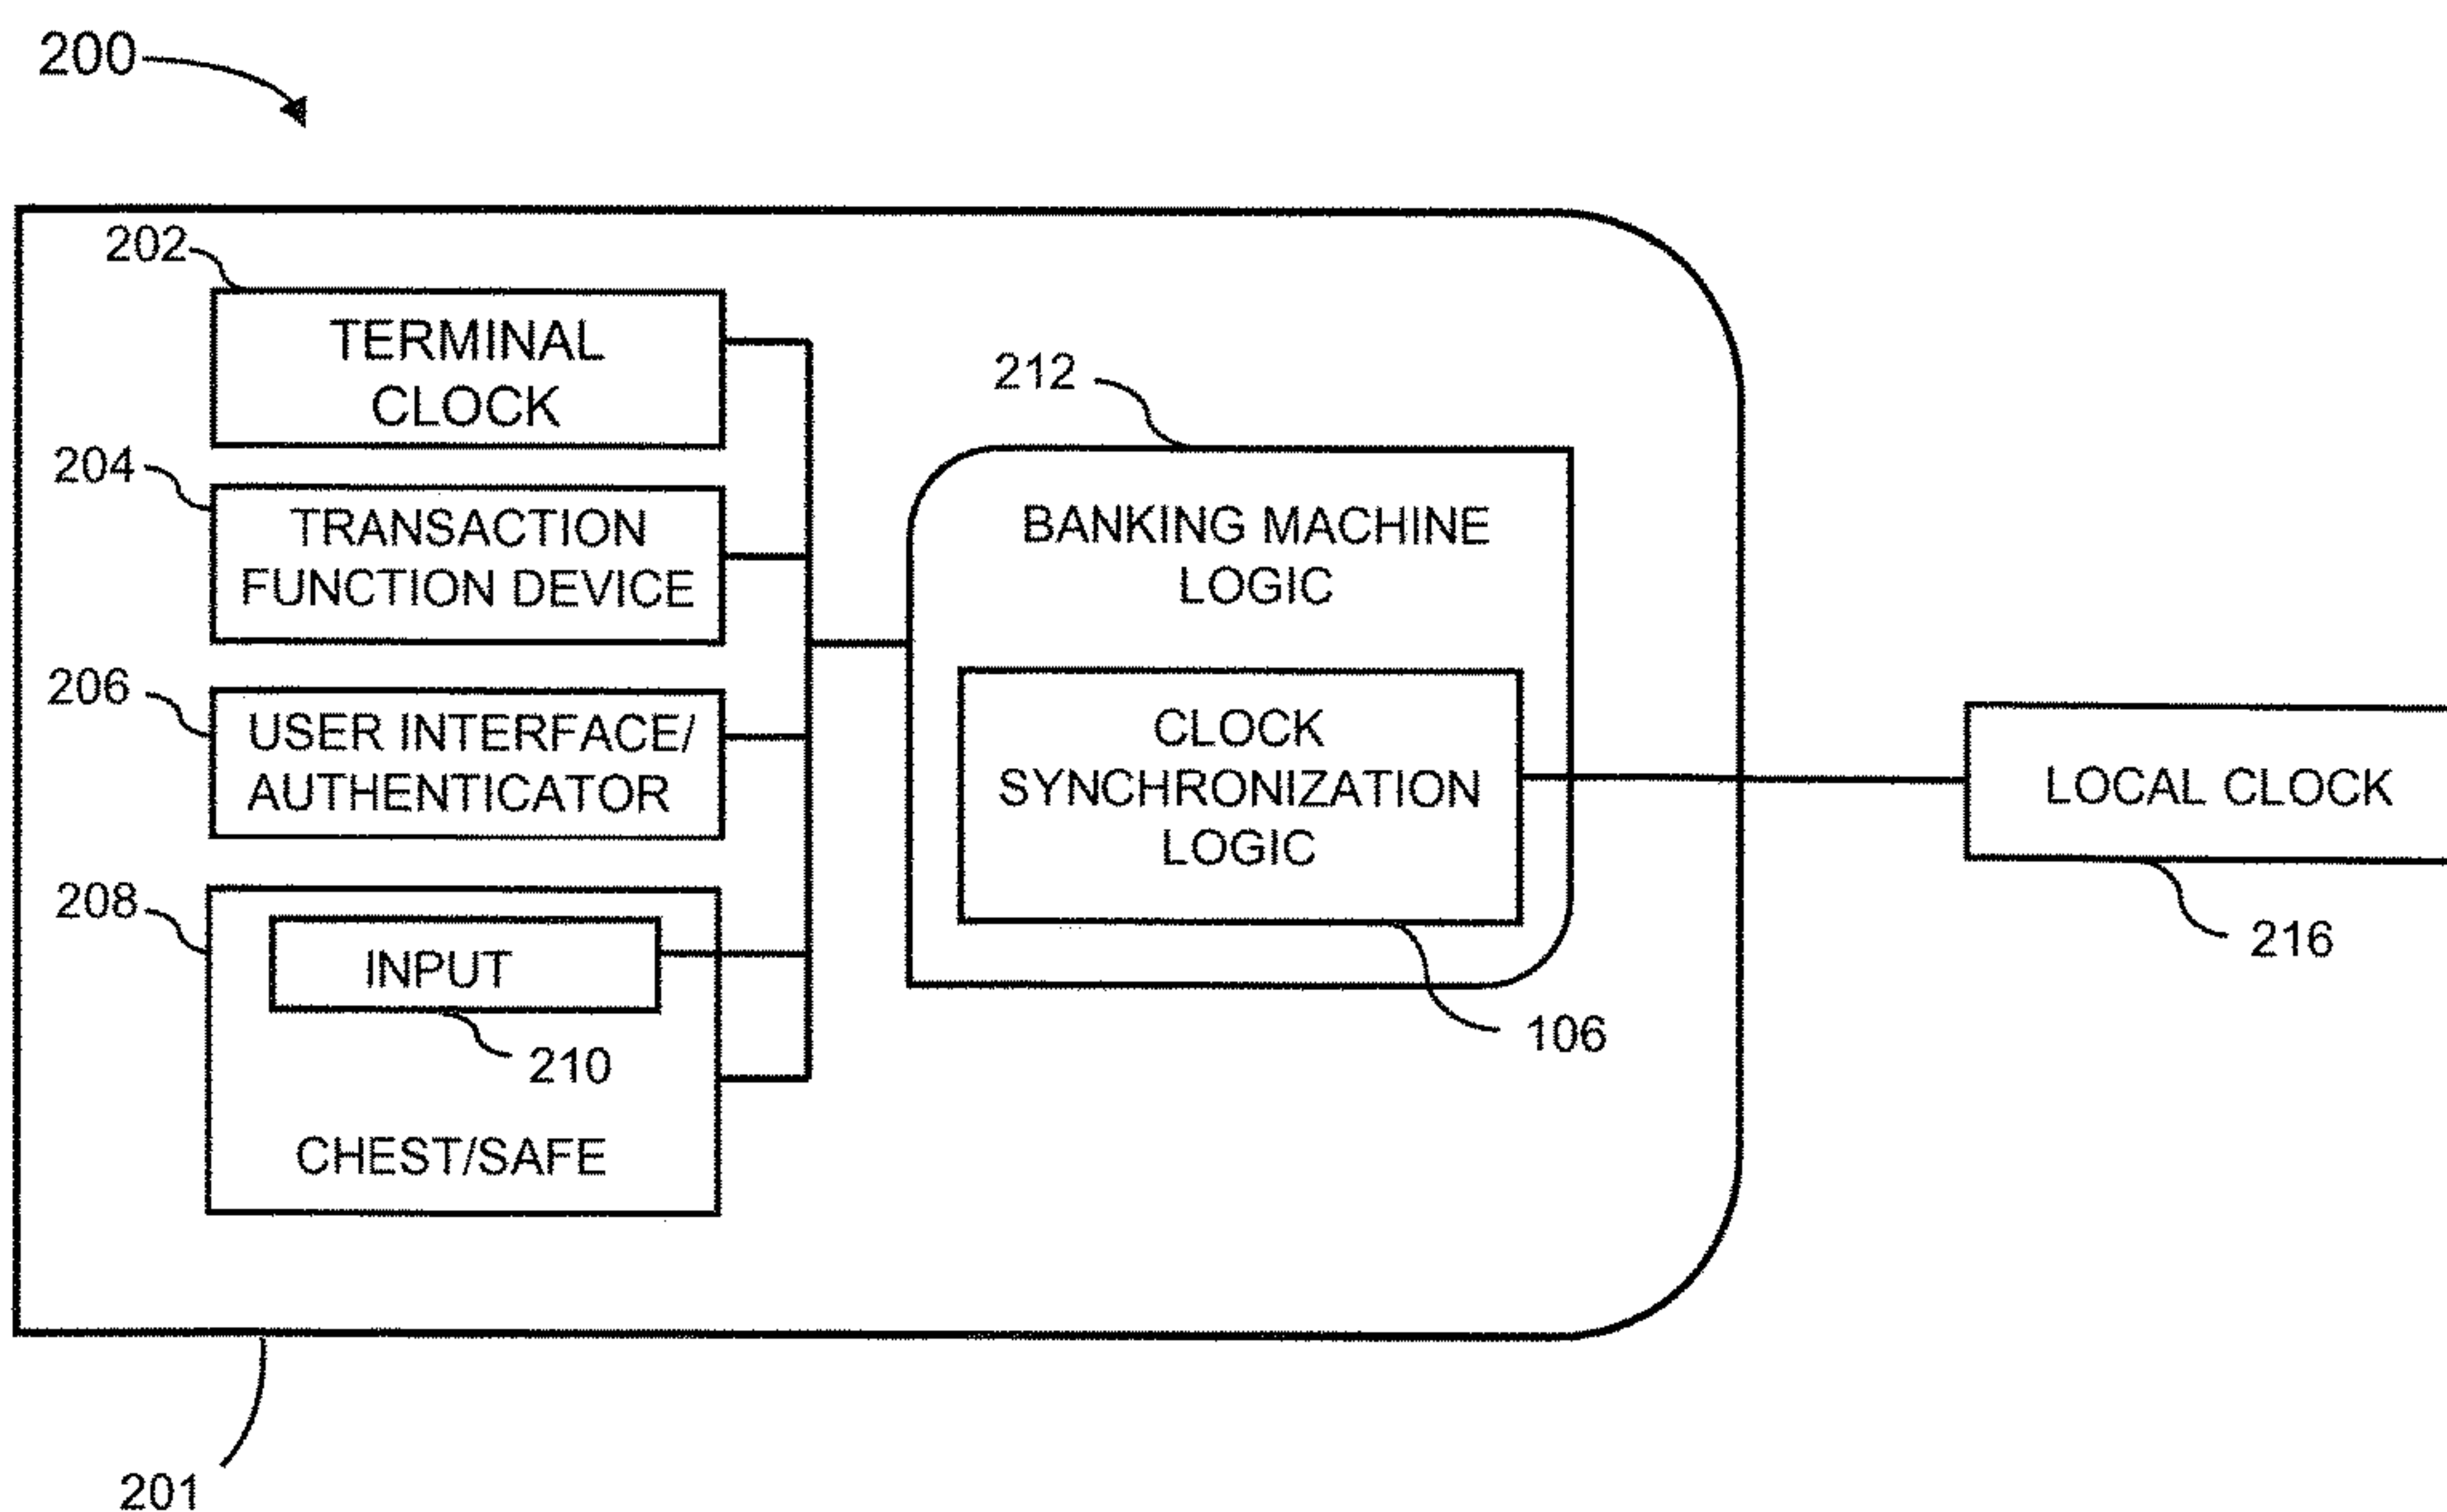 200
202
TERMINAL
CLOCK
212
204
TRANSACTION
FUNCTION DEVICE
BANKING MACHINE
LOGIC
206
USER INTERFACE/
AUTHENTICATOR
CLOCK
SYNCHRONIZATION
LOGIC
LOCAL CLOCK
208
INPUT
216
210
106
CHEST/SAFE
201